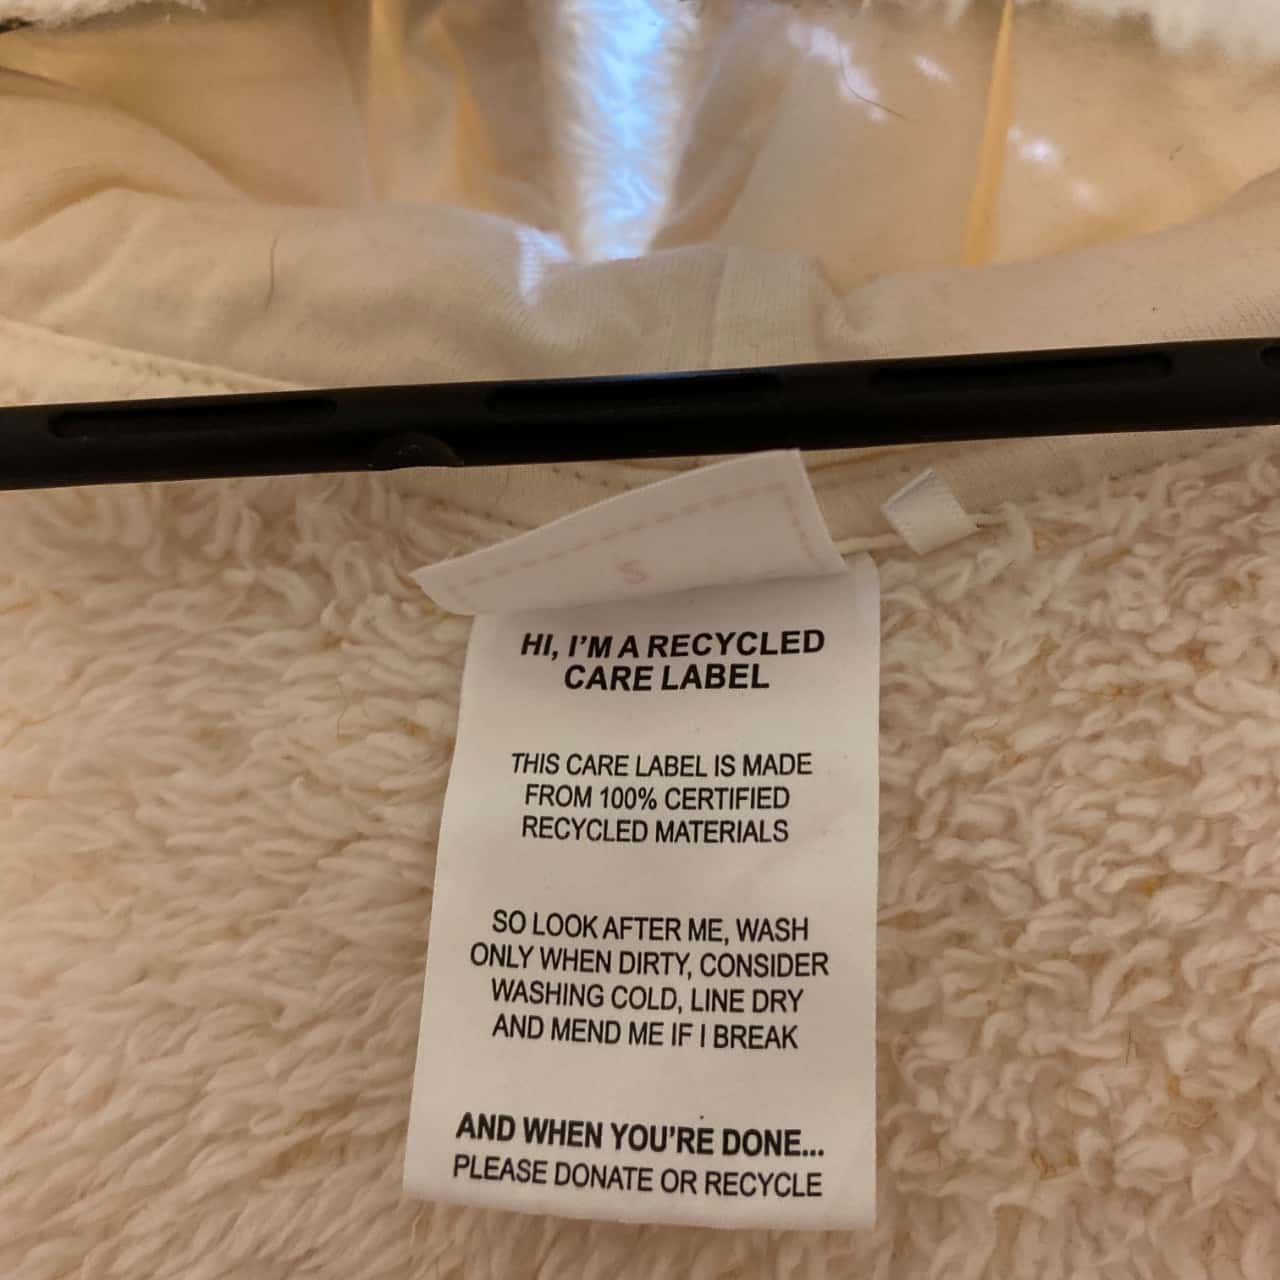 S
HI, I'M A RECYCLED
CARE LABEL
THIS CARE LABEL IS MADE
FROM 100% CERTIFIED
RECYCLED MATERIALS
SO LOOK AFTER ME, WASH
ONLY WHEN DIRTY, CONSIDER
WASHING COLD, LINE DRY
AND MEND ME IF I BREAK
AND WHEN YOU'RE DONE...
PLEASE DONATE OR RECYCLE